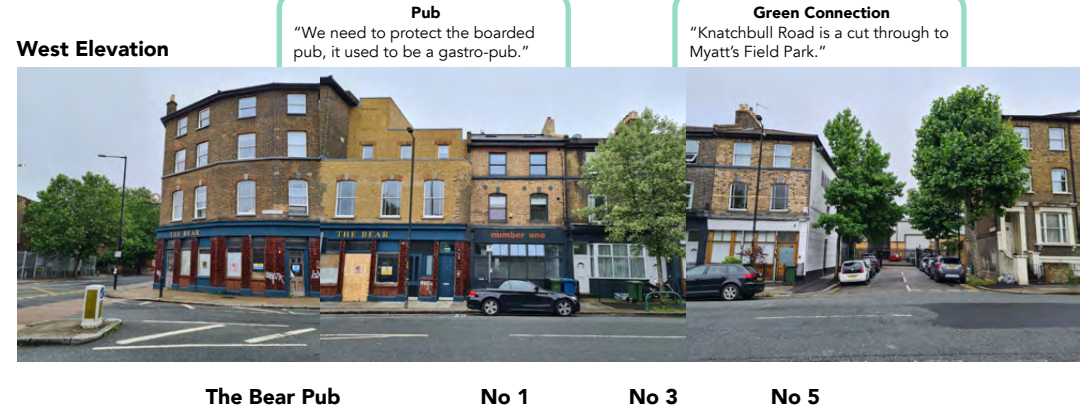 Pub
“We need to protect the boarded
pub, it used to be a gastro-pub.”
Green Connection
“Knatchbull Road is a cut through to
Myatt’s Field Park.”
West Elevation
THE BEAR
THE BEAR
number one
The Bear Pub
No 1
No 3
No 5